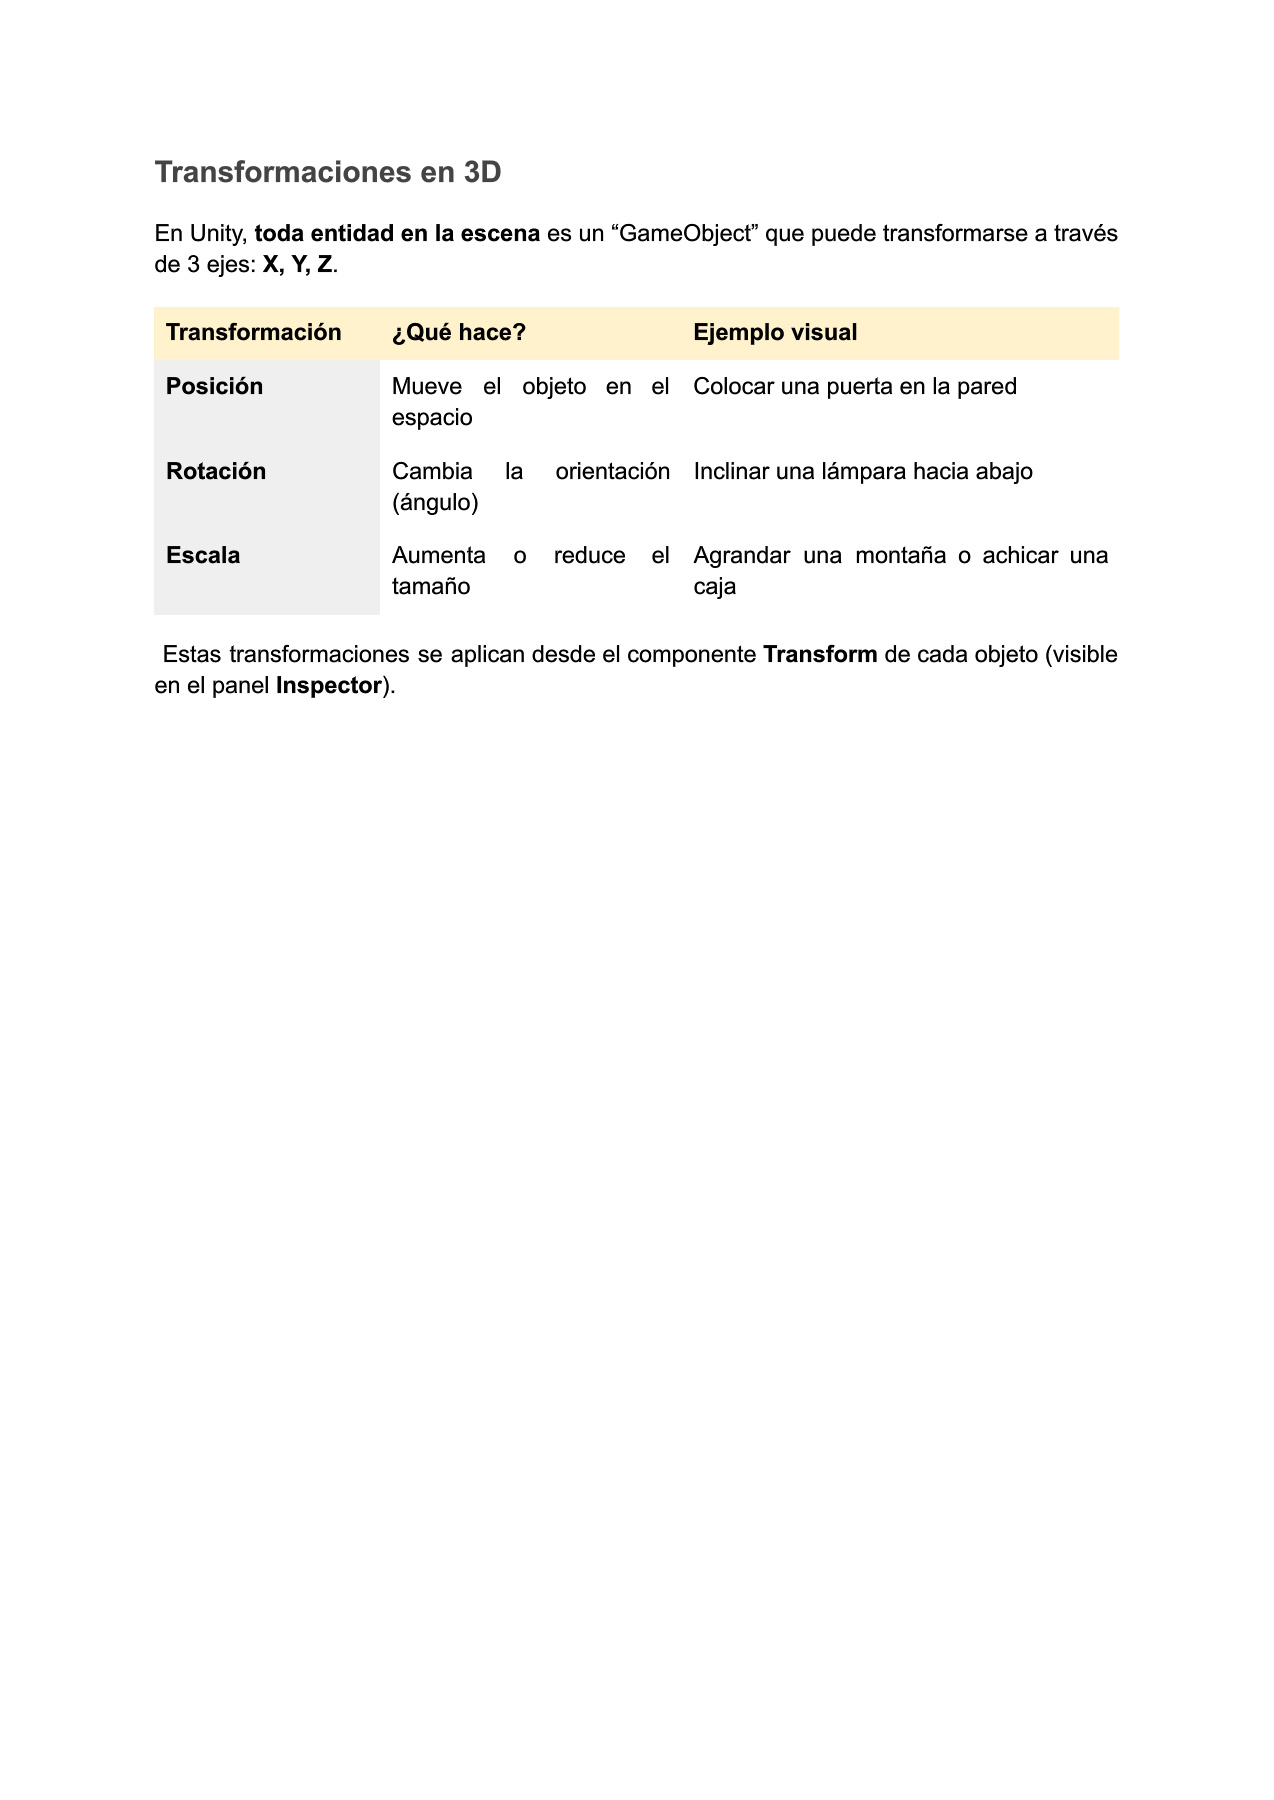 Transformaciones en 3D
En Unity, toda entidad en la escena es un “GameObject” que puede transformarse a través
de 3 ejes: X, Y, Z.
Transformación ¿Qué hace? Ejemplo visual
Posición Mueve el objeto en el Colocar una puerta en la pared
espacio
Rotación Cambia la orientación Inclinar una lámpara hacia abajo
(ángulo)
Escala Aumenta o reduce el Agrandar una montaña o achicar una
tamaño caja
Estas transformaciones se aplican desde el componente Transform de cada objeto (visible
en el panel Inspector).